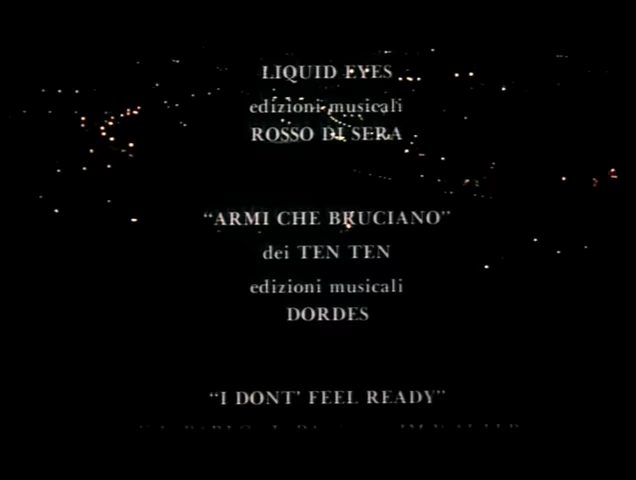 LIQUID EYES
edizioni musicali
ROSSO DI SERA
“ARMI CHE BRUCIANO”
dei TEN TEN
edizioni musicali
DORDES
“I DONT’ FEEL READY”